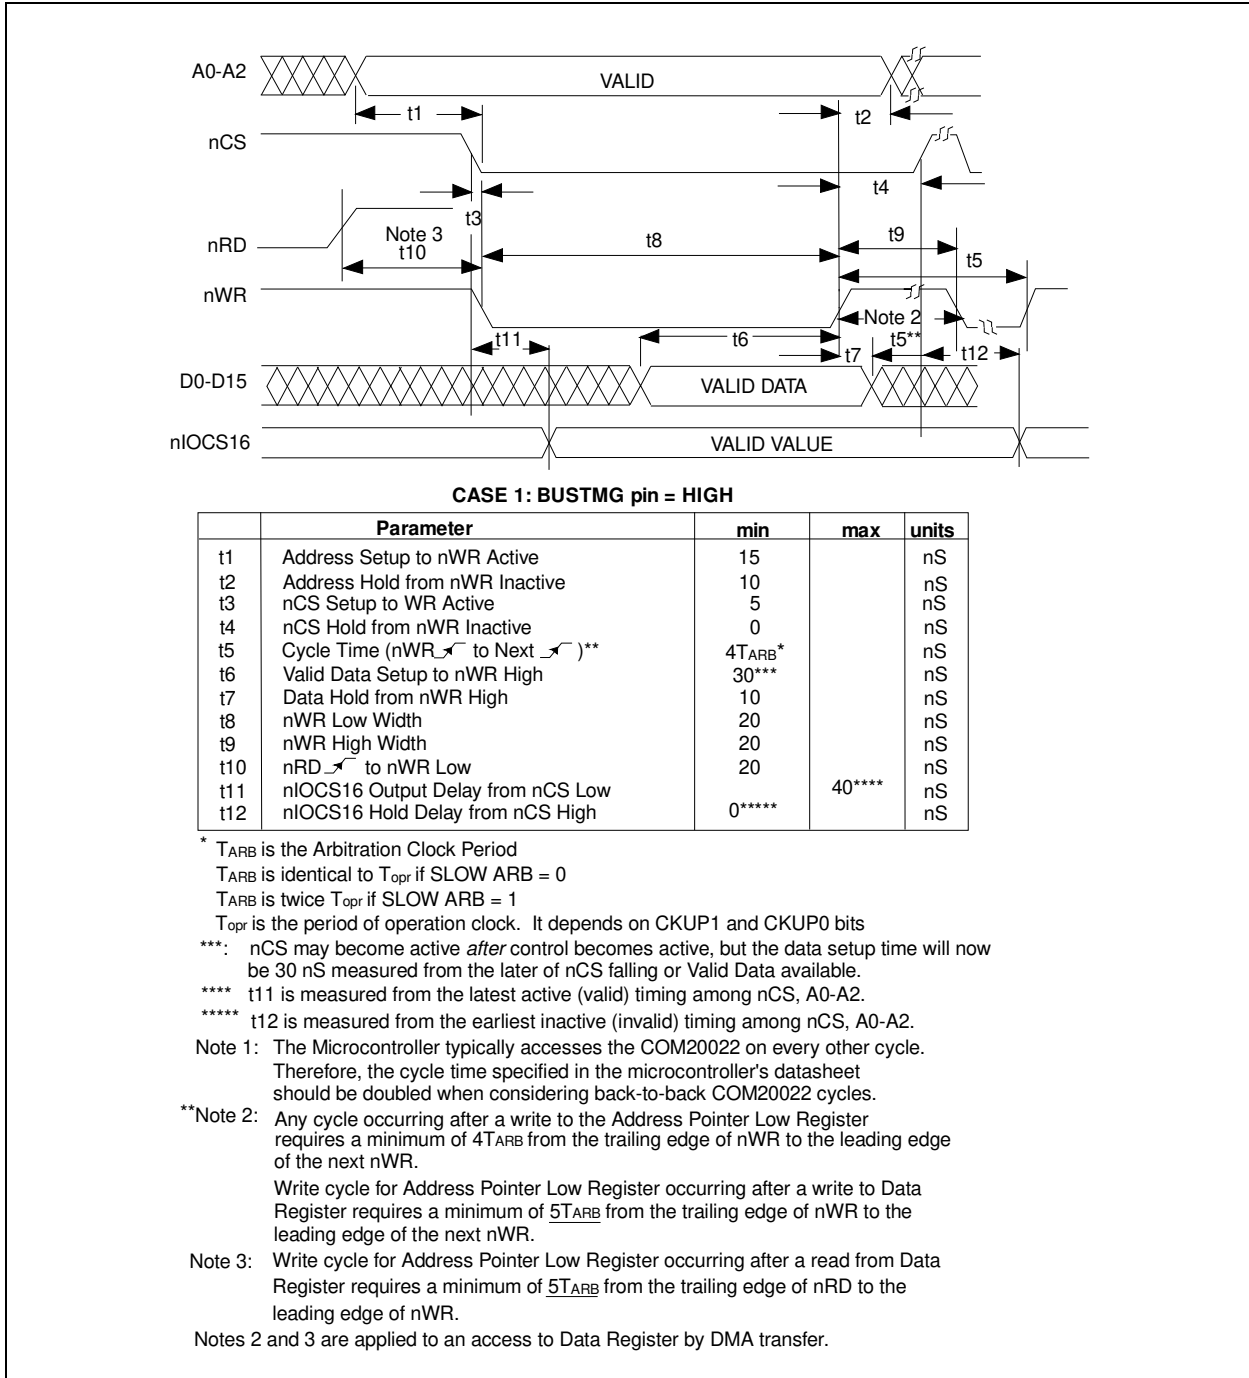 A0-A2
VALID
t1
t2
nCS
t4
t3
nRD
Note 3
t10
t8
t9
t5
nWR
Note 2
t11
t6
t7
t5**
t12
D0-D15
VALID DATA
nIOCS16
VALID VALUE
CASE 1: BUSTMG pin = HIGH
Parameter min max units
t1 Address Setup to nWR Active 15 nS
t2 Address Hold from nWR Inactive 10 nS
t3 nCS Setup to WR Active 5 nS
t4 nCS Hold from nWR Inactive 0 nS
t5 Cycle Time (nWR to Next )** 4TARB* nS
t6 Valid Data Setup to nWR High 30*** nS
t7 Data Hold from nWR High 10 nS
t8 nWR Low Width 20 nS
t9 nWR High Width 20 nS
t10 nRD to nWR Low 20 nS
t11 nIOCS16 Output Delay from nCS Low 40**** nS
t12 nIOCS16 Hold Delay from nCS High 0***** nS
* TARB is the Arbitration Clock Period
TARB is identical to Topr if SLOW ARB = 0
TARB is twice Topr if SLOW ARB = 1
Topr is the period of operation clock. It depends on CKUP1 and CKUP0 bits
***: nCS may become active after control becomes active, but the data setup time will now
be 30 nS measured from the later of nCS falling or Valid Data available.
**** t11 is measured from the latest active (valid) timing among nCS, A0-A2.
***** t12 is measured from the earliest inactive (invalid) timing among nCS, A0-A2.
Note 1: The Microcontroller typically accesses the COM20022 on every other cycle.
Therefore, the cycle time specified in the microcontroller's datasheet
should be doubled when considering back-to-back COM20022 cycles.
**Note 2: Any cycle occurring after a write to the Address Pointer Low Register
requires a minimum of 4TARB from the trailing edge of nWR to the leading edge
of the next nWR.
Write cycle for Address Pointer Low Register occurring after a write to Data
Register requires a minimum of 5TARB from the trailing edge of nWR to the
leading edge of the next nWR.
Note 3: Write cycle for Address Pointer Low Register occurring after a read from Data
Register requires a minimum of 5TARB from the trailing edge of nRD to the
leading edge of nWR.
Notes 2 and 3 are applied to an access to Data Register by DMA transfer.